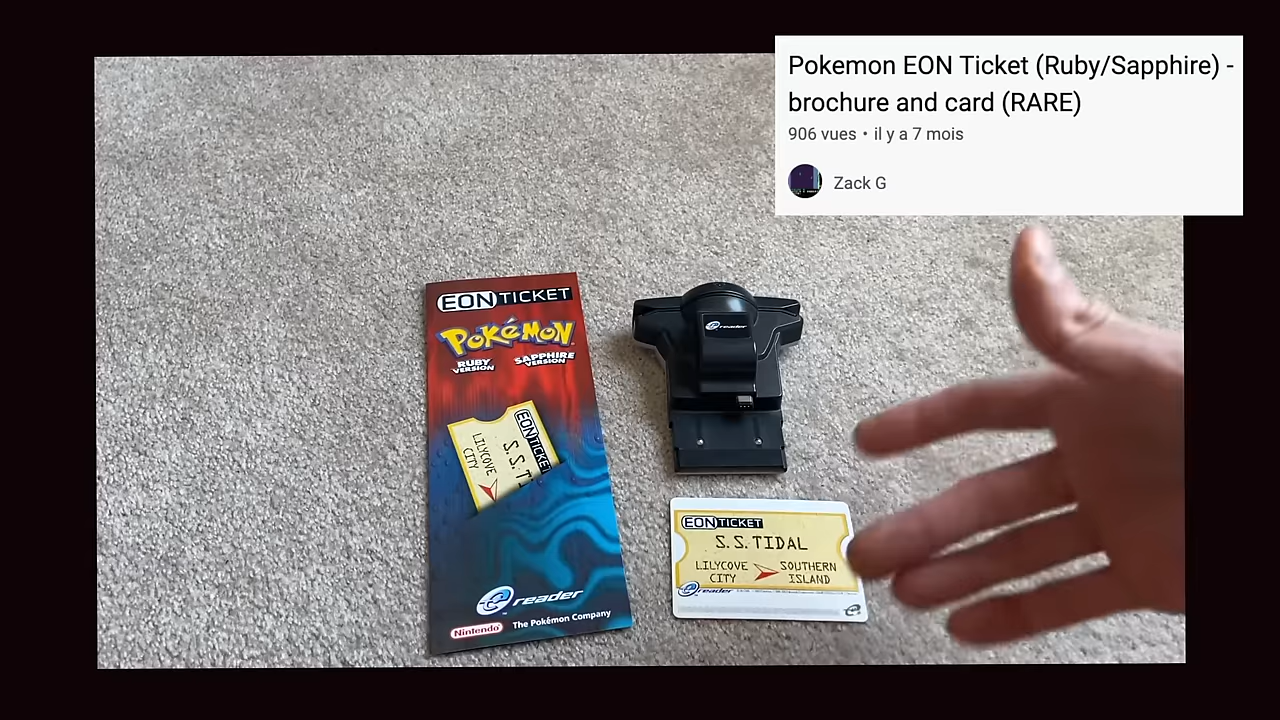 Pokemon EON Ticket (Ruby/Sapphire) -
brochure and card (RARE)
906 vues • il y a 7 mois
Zack G
EON TICKET
POKéMON
RUBY VERSION
SAPPHIRE VERSION
EON TICKET
S.S. T
LILYCOVE
CITY
e reader
Nintendo
The Pokémon Company
e reader
EON TICKET
S.S. TIDAL
LILYCOVE CITY
SOUTHERN ISLAND
e reader